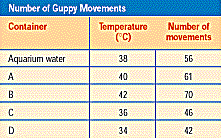 Number of Guppy Movements
Container Temperature (°C) Number of movements
Aquarium water 38 56
A 40 61
B 42 70
C 36 46
D 34 42